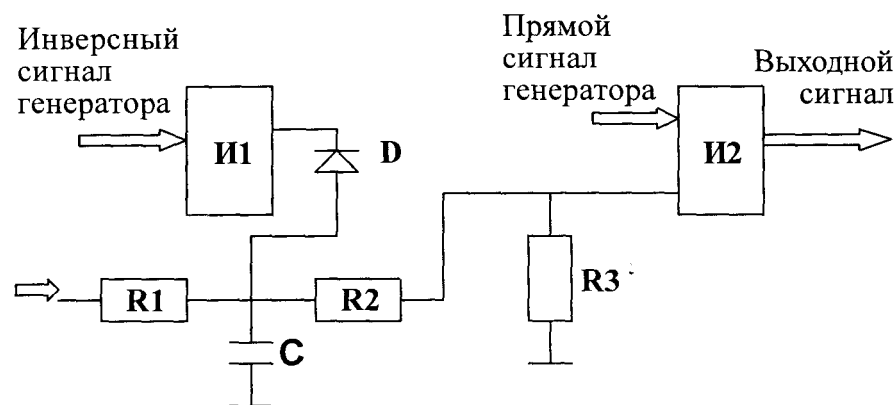 Инверсный
сигнал
генератора
Прямой
сигнал
генератора
Выходной
сигнал
И1
D
И2
R1
R2
R3
C